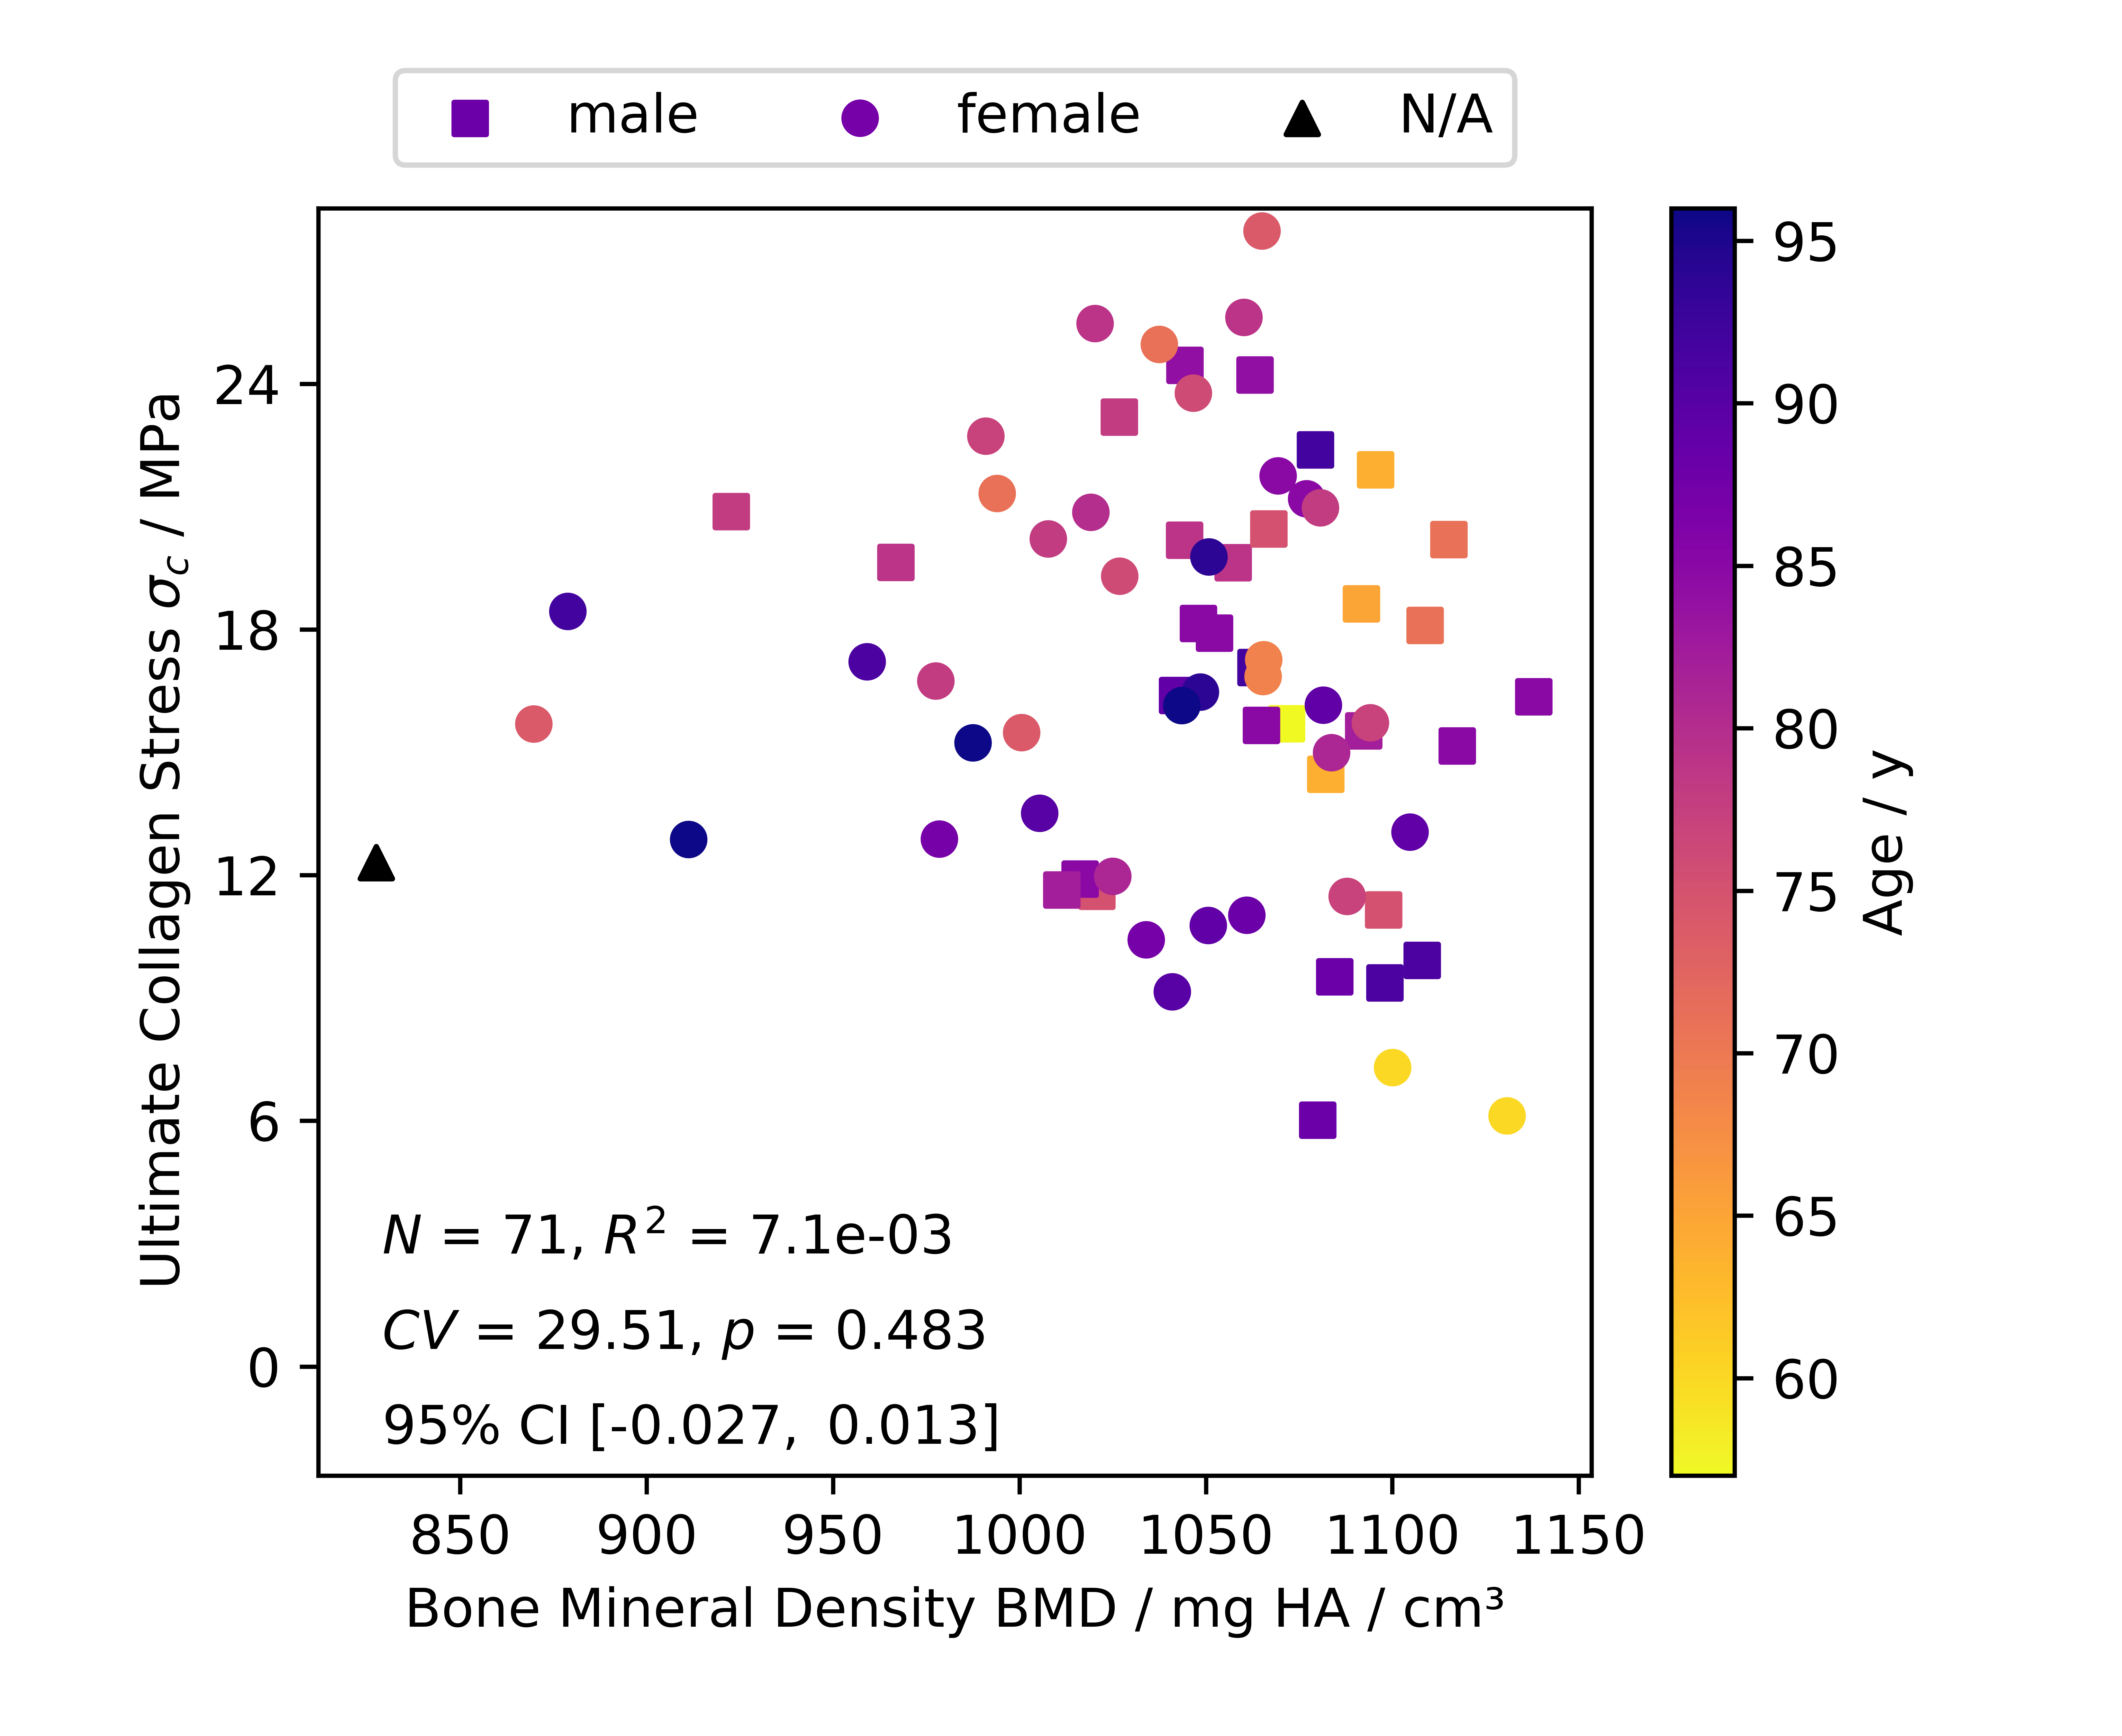 male female N/A
Ultimate Collagen Stress σc / MPa
24
18
12
6
0
N = 71, R² = 7.1e-03
CV = 29.51, p = 0.483
95% CI [-0.027, 0.013]
850 900 950 1000 1050 1100 1150
Bone Mineral Density BMD / mg HA / cm³
95
90
85
80
75
70
65
60
Age / y